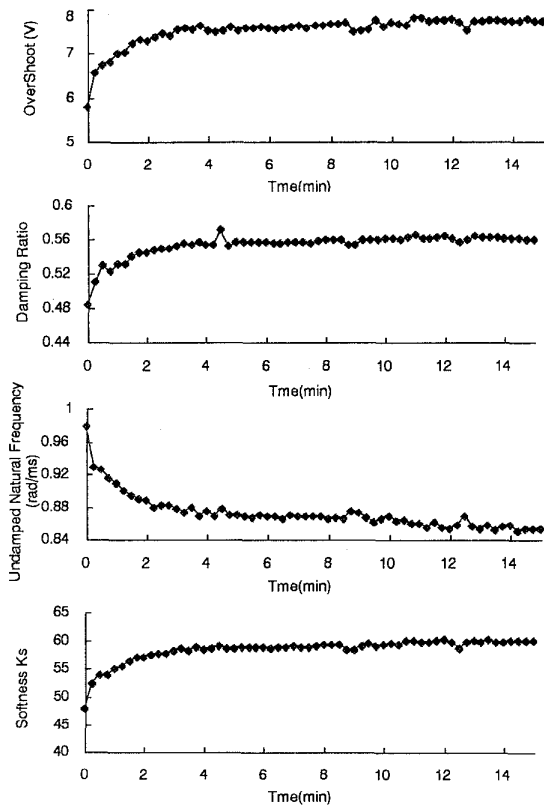 8
7
6
5
OverShoot (V)
0 2 4 6 8 10 12 14
Tme(min)
0.6
0.56
0.52
0.48
0.44
Damping Ratio
0 2 4 6 8 10 12 14
Tme(min)
1
0.96
0.92
0.88
0.84
Undamped Natural Frequency
(rad/ms)
0 2 4 6 8 10 12 14
Tme(min)
65
60
55
50
45
40
Softness Ks
0 2 4 6 8 10 12 14
Tme(min)